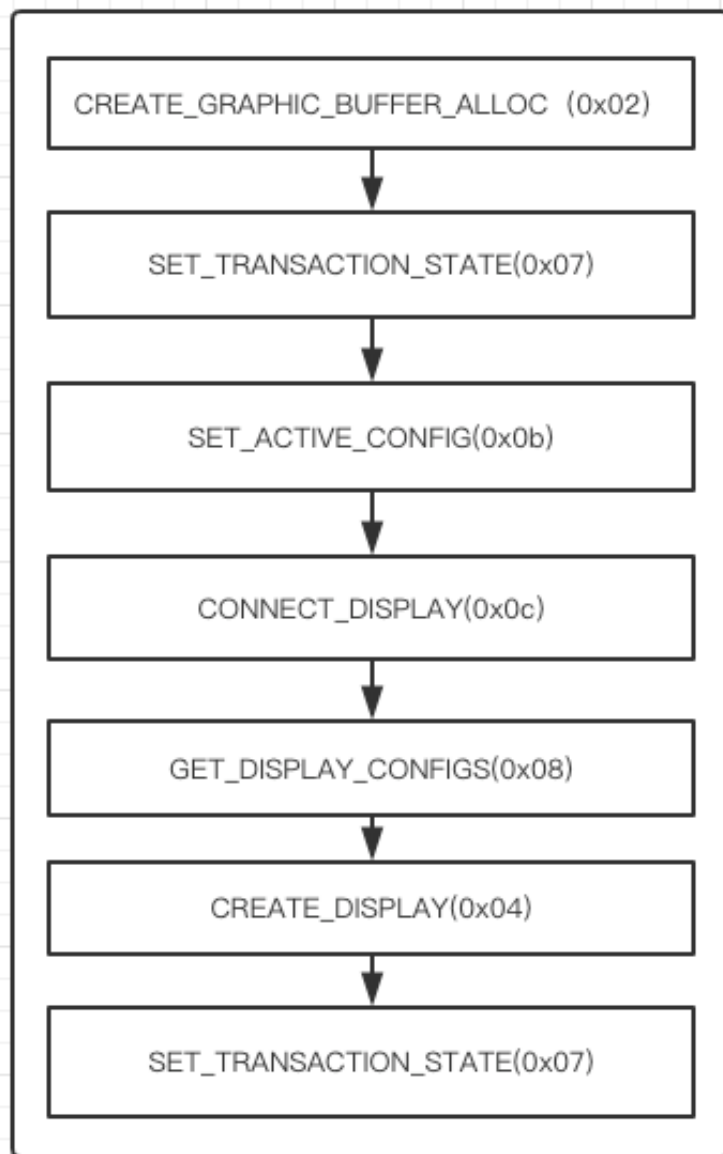 CREATE_GRAPHIC_BUFFER_ALLOC（0x02）
SET_TRANSACTION_STATE(0x07)
SET_ACTIVE_CONFIG(0x0b)
CONNECT_DISPLAY(0x0c)
GET_DISPLAY_CONFIGS(0x08)
CREATE_DISPLAY(0x04)
SET_TRANSACTION_STATE(0x07)